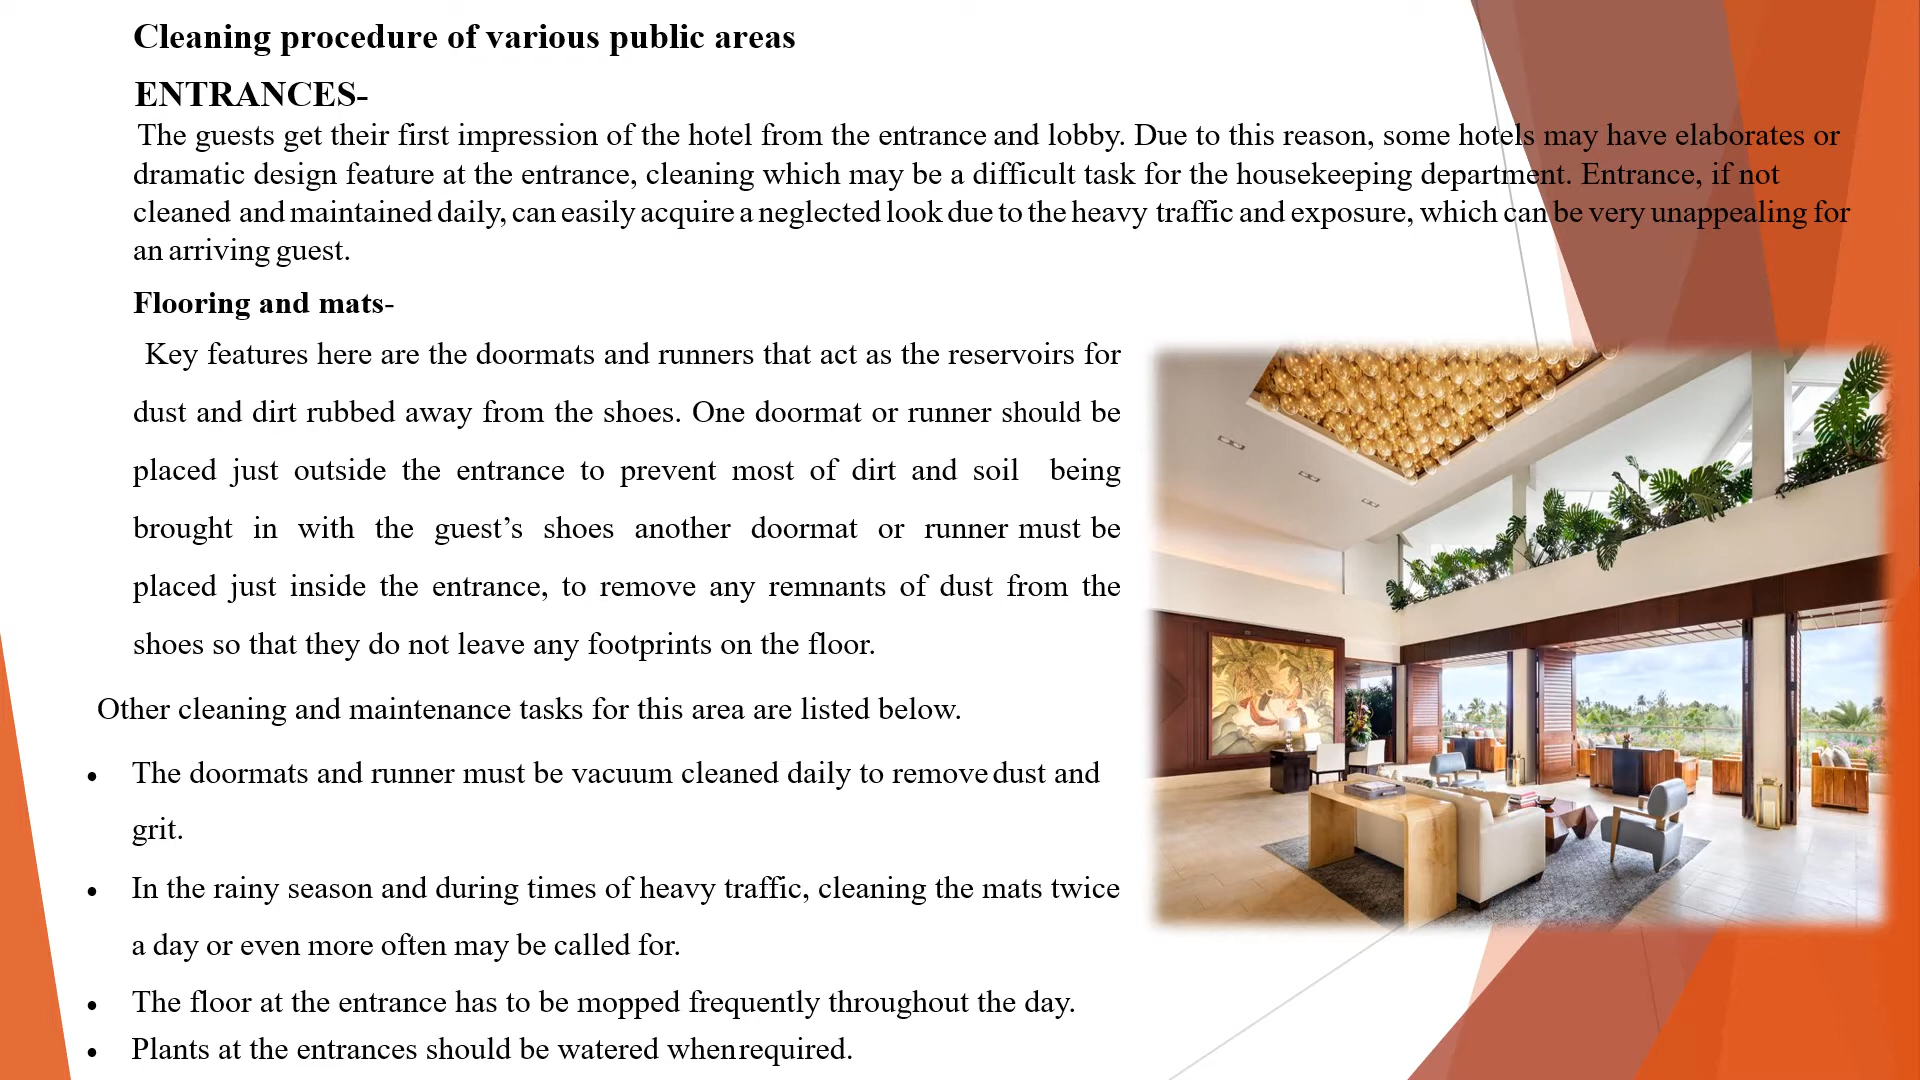 Cleaning procedure of various public areas
ENTRANCES-
The guests get their first impression of the hotel from the entrance and lobby. Due to this reason, some hotels may have elaborates or
dramatic design feature at the entrance, cleaning which may be a difficult task for the housekeeping department. Entrance, if not
cleaned and maintained daily, can easily acquire a neglected look due to the heavy traffic and exposure, which can be very unappealing for
an arriving guest.
Flooring and mats-
Key features here are the doormats and runners that act as the reservoirs for
dust and dirt rubbed away from the shoes. One doormat or runner should be
placed just outside the entrance to prevent most of dirt and soil being
brought in with the guest’s shoes another doormat or runner must be
placed just inside the entrance, to remove any remnants of dust from the
shoes so that they do not leave any footprints on the floor.
Other cleaning and maintenance tasks for this area are listed below.
• The doormats and runner must be vacuum cleaned daily to remove dust and
grit.
• In the rainy season and during times of heavy traffic, cleaning the mats twice
a day or even more often may be called for.
• The floor at the entrance has to be mopped frequently throughout the day.
• Plants at the entrances should be watered when required.